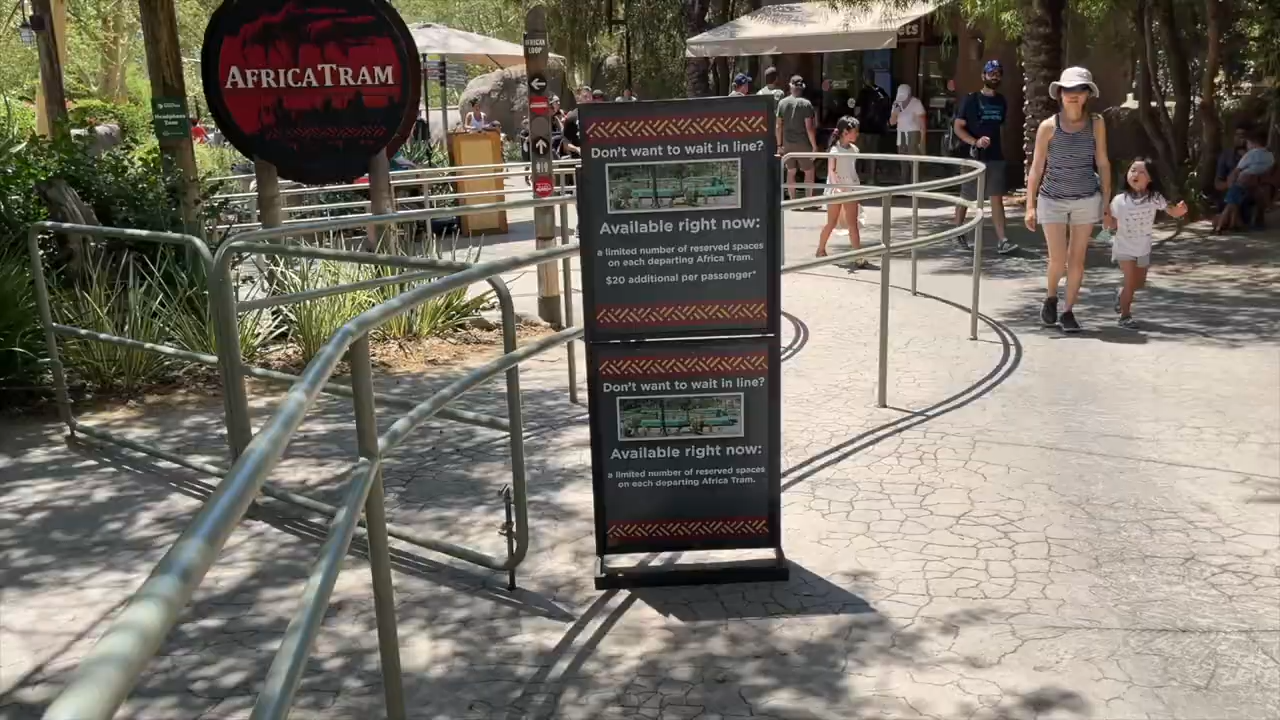 AFRICA TRAM
AFRICAN
LOOP
Don't want to wait in line?
Available right now:
a limited number of reserved spaces
on each departing Africa Tram.
$20 additional per passenger*
Don't want to wait in line?
Available right now:
a limited number of reserved spaces
on each departing Africa Tram.